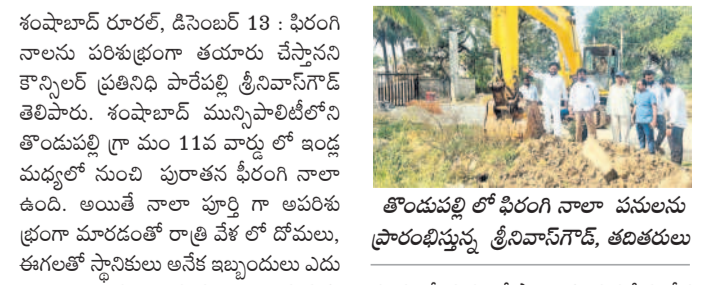 శంషాబాద్ రూరల్, డిసెంబర్ 13 : ఫిరంగి
నాలను పరిశుభ్రంగా తయారు చేస్తానని
కౌన్సిలర్ ప్రతినిధి పారేపల్లి శ్రీనివాస్‌గౌడ్
తెలిపారు. శంషాబాద్ మున్సిపాలిటీలోని
తొండుపల్లి గ్రా మం 11వ వార్డు లో ఇండ్ల
మధ్యలో నుంచి పురాతన ఫీరంగి నాలా
ఉంది. అయితే నాలా పూర్తి గా అపరిశు
భ్రంగా మారడంతో రాత్రి వేళ లో దోమలు,
ఈగలతో స్థానికులు అనేక ఇబ్బందులు ఎదు
తొండుపల్లి లో ఫిరంగి నాలా పనులను
ప్రారంభిస్తున్న శ్రీనివాస్‌గౌడ్, తదితరులు